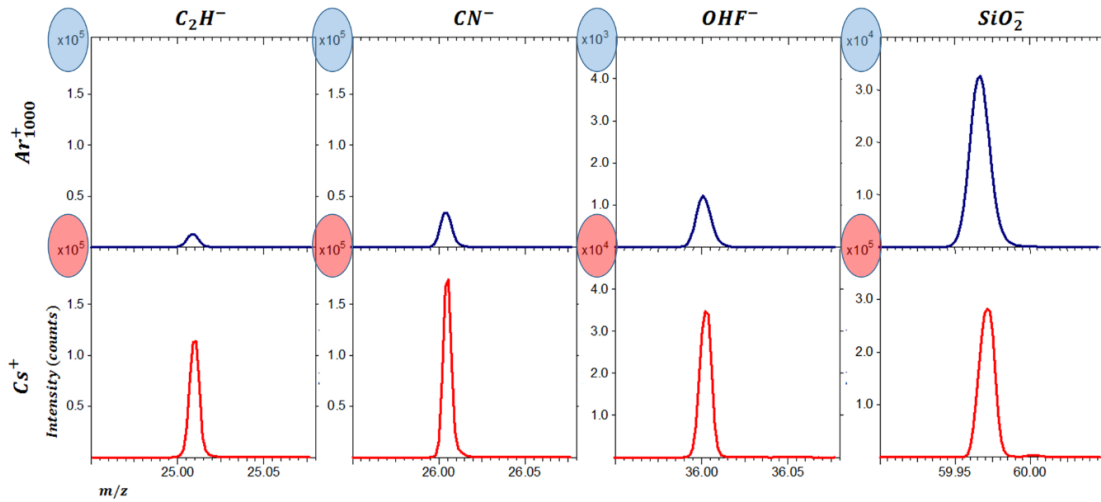 C₂H⁻ CN⁻ OHF⁻ SiO₂⁻
x10⁵ x10⁵ x10³ x10⁴
1.5 1.5 4.0 3.0
1.0 1.0 3.0 2.0
0.5 0.5 2.0 1.0
1.0
Ar⁺₁₀₀₀
x10⁵ x10⁵ x10⁴ x10⁵
1.5 1.5 4.0 3.0
1.0 1.0 3.0 2.0
0.5 0.5 2.0 1.0
1.0
Cs⁺
Intensity (counts)
25.00 25.05 26.00 26.05 36.00 36.05 59.95 60.00
m/z